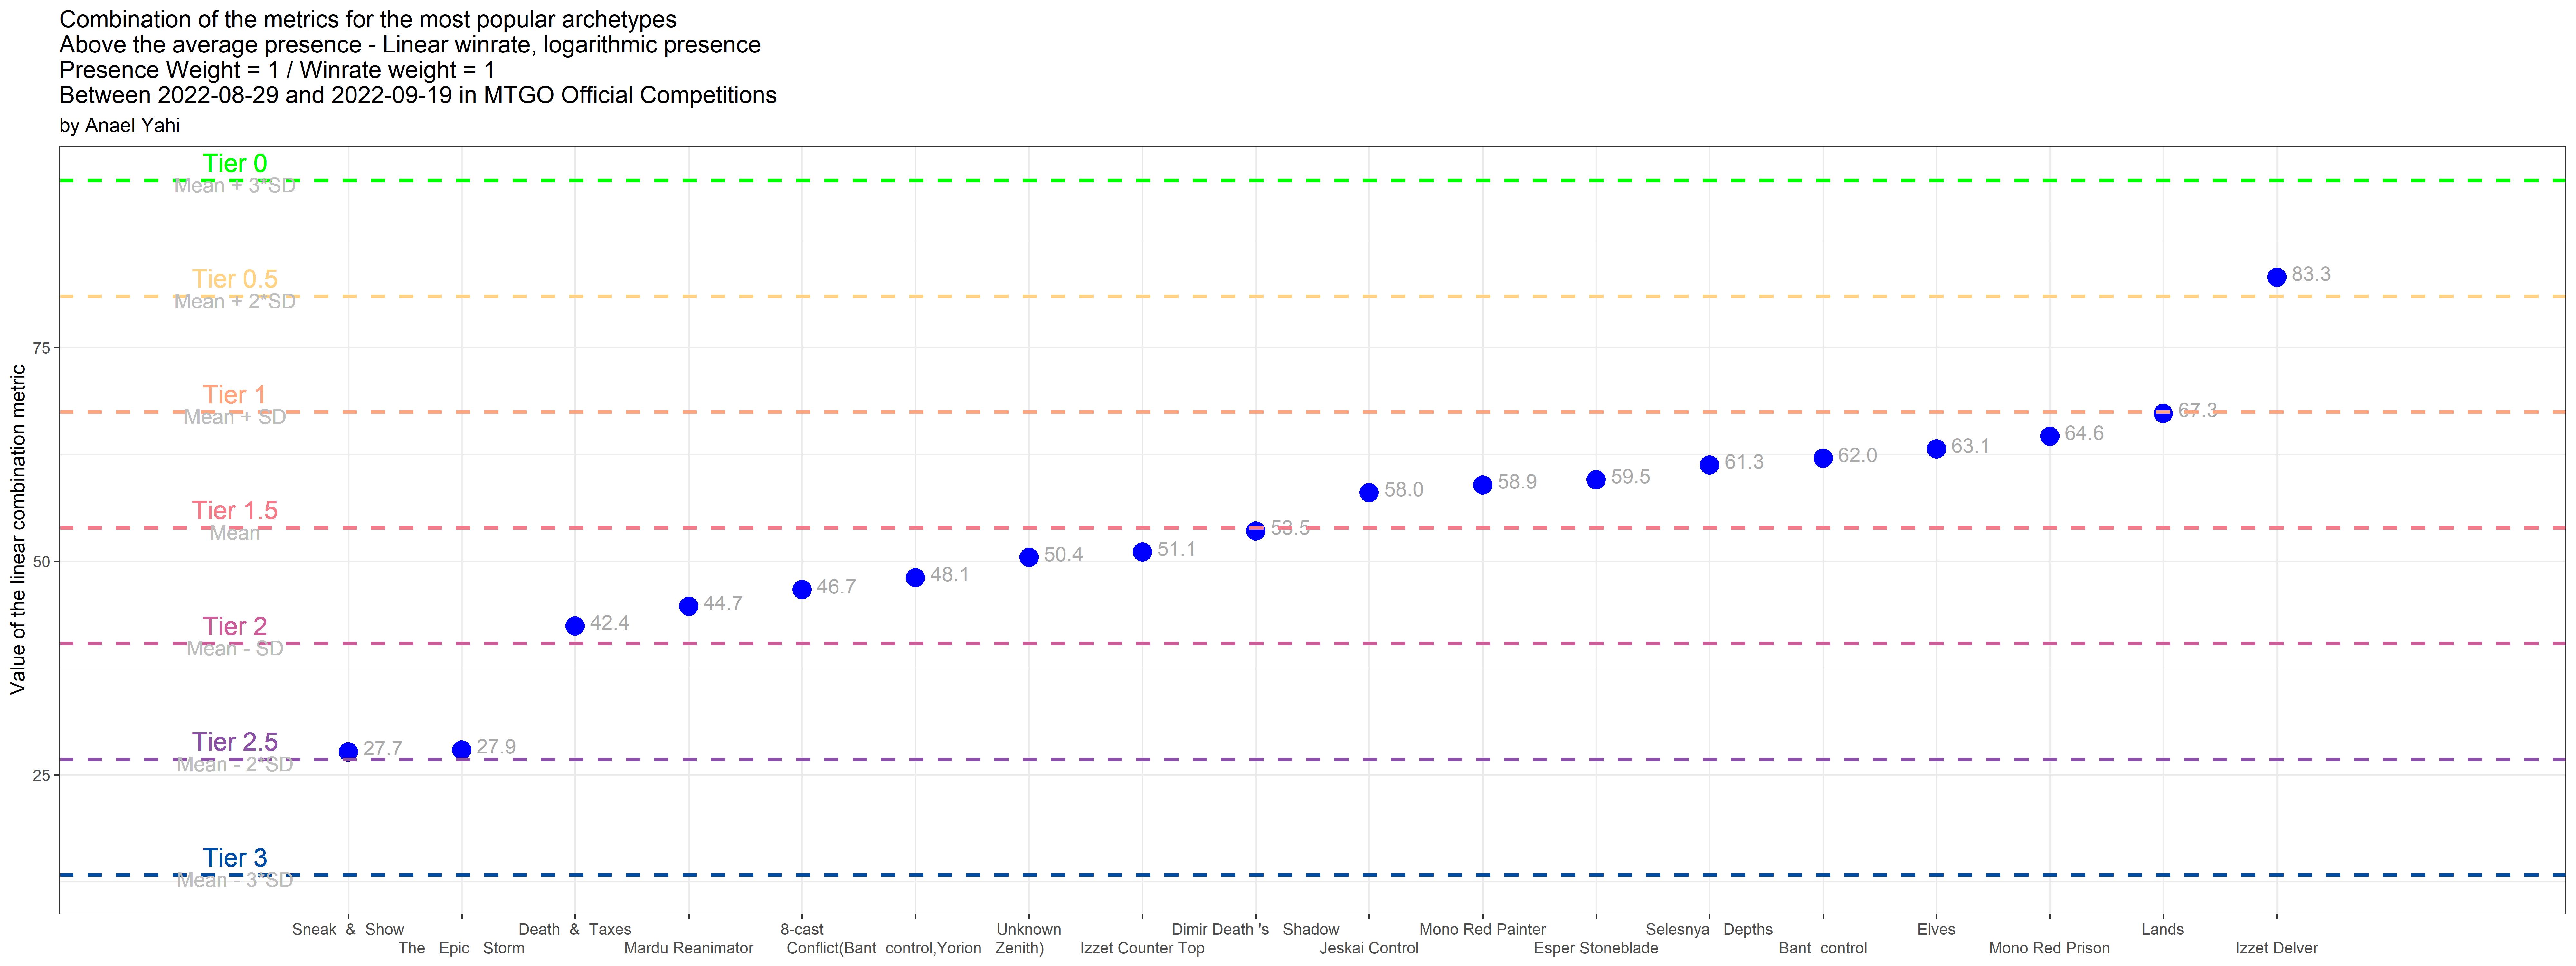 Combination of the metrics for the most popular archetypes
Above the average presence - Linear winrate, logarithmic presence
Presence Weight = 1 / Winrate weight = 1
Between 2022-08-29 and 2022-09-19 in MTGO Official Competitions
by Anael Yahi
Value of the linear combination metric
Tier 0
Mean + 3*SD
Tier 0.5
Mean + 2*SD
83.3
75
Tier 1
Mean + SD
67.3
64.6
63.1
62.0
61.3
59.5
58.9
58.0
Tier 1.5
Mean
53.5
51.1
50.4
50
48.1
46.7
44.7
42.4
Tier 2
Mean - SD
Tier 2.5
Mean - 2*SD
27.7
27.9
25
Tier 3
Mean - 3*SD
Sneak & Show
The Epic Storm
Death & Taxes
Mardu Reanimator
8-cast
Conflict(Bant control,Yorion Zenith)
Unknown
Izzet Counter Top
Dimir Death 's Shadow
Jeskai Control
Mono Red Painter
Esper Stoneblade
Selesnya Depths
Bant control
Elves
Mono Red Prison
Lands
Izzet Delver